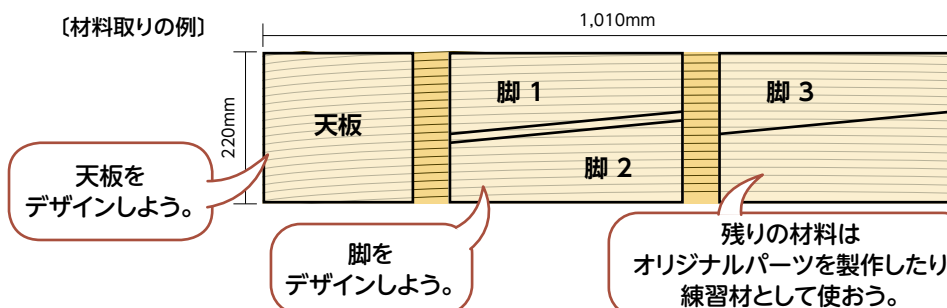 〔材料取りの例〕
1,010mm
220mm
天板
脚 1
脚 2
脚 3
天板を
デザインしよう。
脚を
デザインしよう。
残りの材料は
オリジナルパーツを製作したり
練習材として使おう。